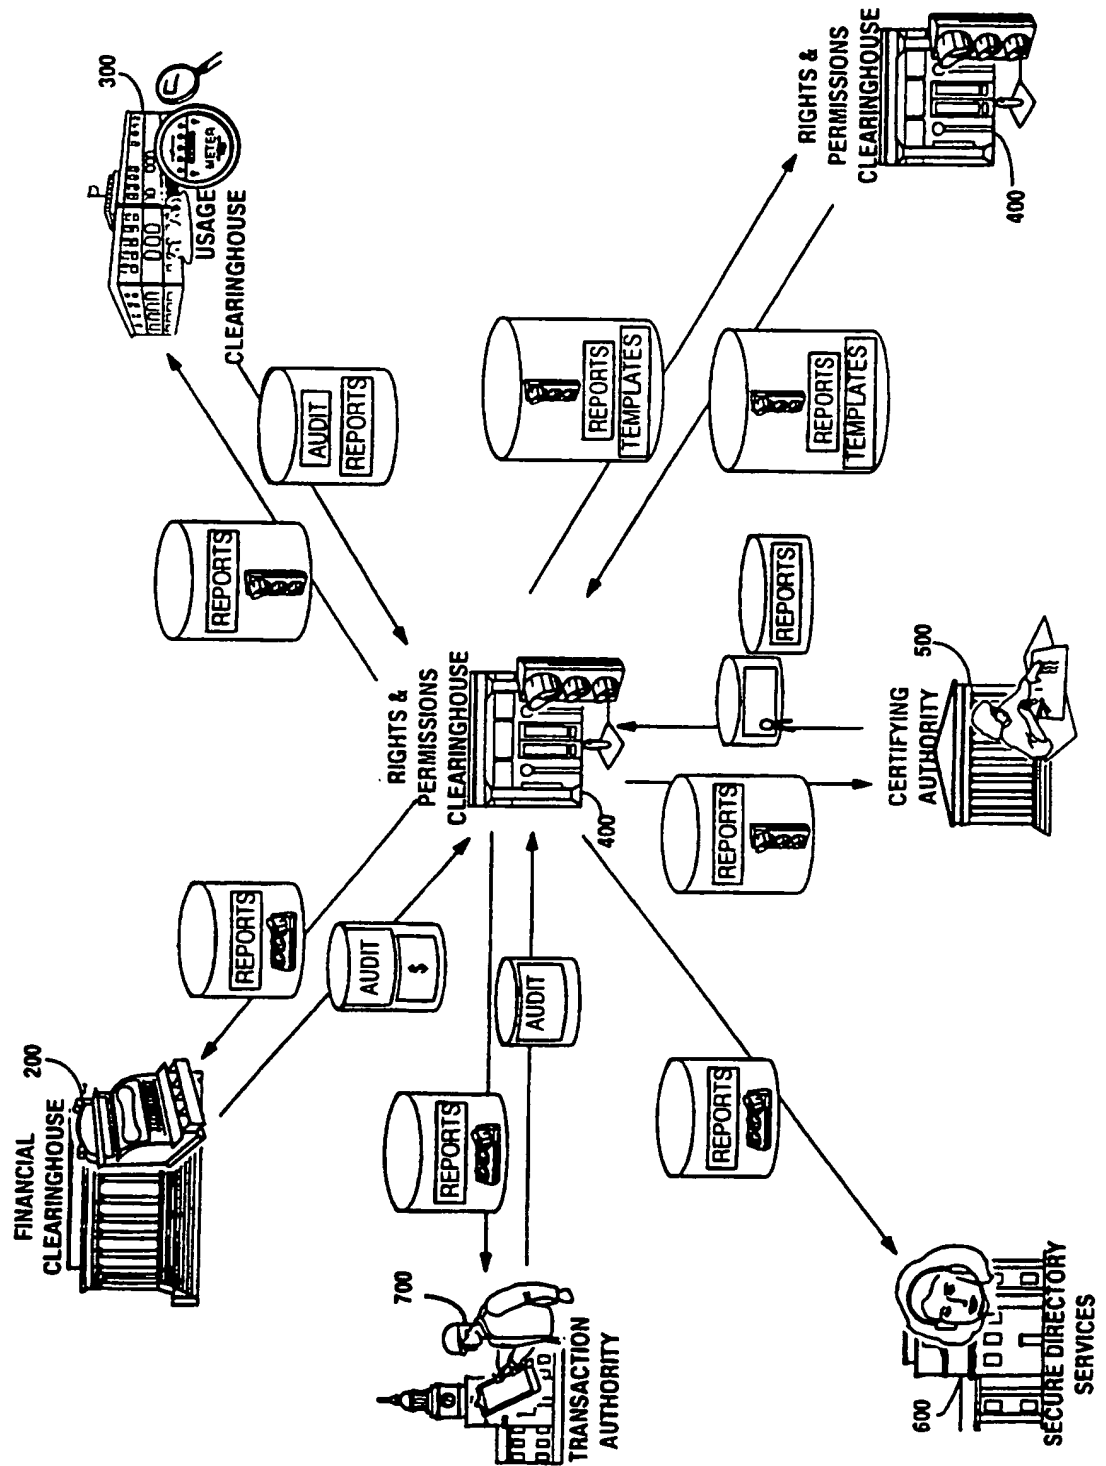 FINANCIAL
CLEARINGHOUSE
200
REPORTS
AUDIT
$
300
METER
USAGE
CLEARINGHOUSE
REPORTS
AUDIT
REPORTS
TRANSACTION
AUTHORITY
700
REPORTS
AUDIT
RIGHTS &
PERMISSIONS
CLEARINGHOUSE
400
REPORTS
TEMPLATES
REPORTS
TEMPLATES
RIGHTS &
PERMISSIONS
CLEARINGHOUSE
400
SECURE DIRECTORY
SERVICES
600
REPORTS
REPORTS
REPORTS
CERTIFYING
AUTHORITY
500